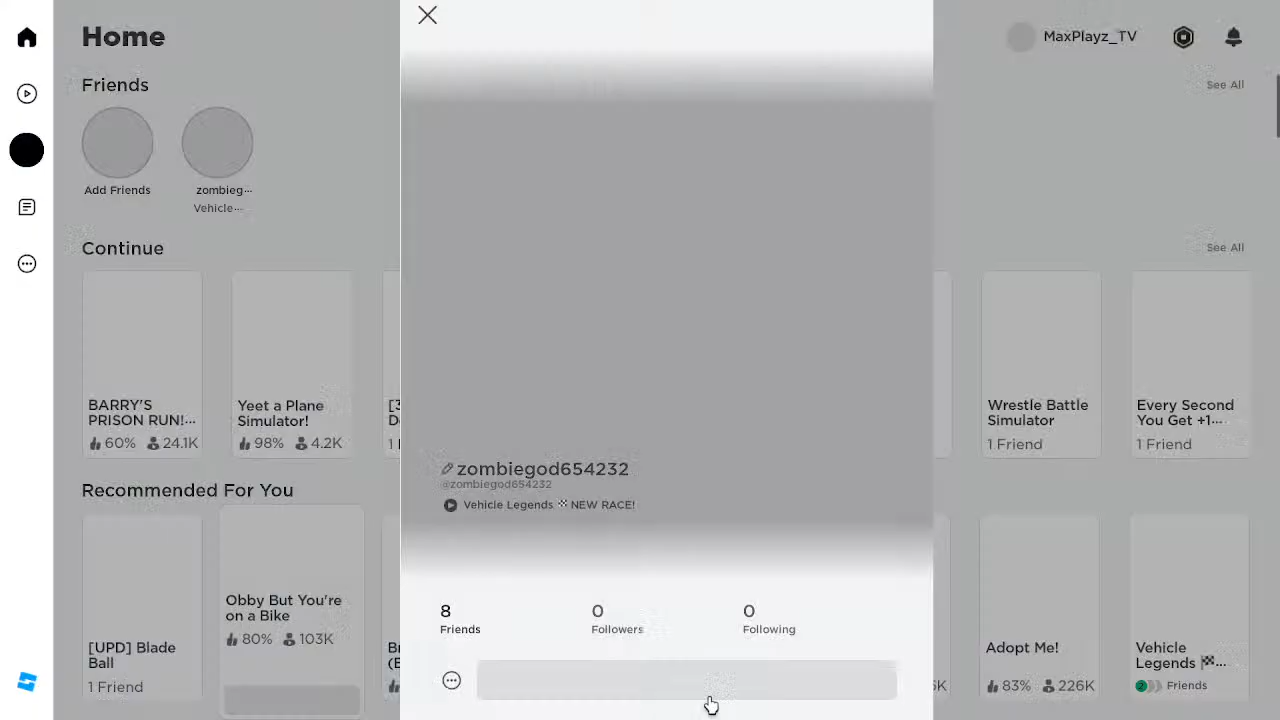 Home
MaxPlayz_TV
Friends
See All
Add Friends
zombieg...
Vehicle...
Continue
See All
BARRY'S
PRISON RUN!...
60% 24.1K
Yeet a Plane
Simulator!
98% 4.2K
Wrestle Battle
Simulator
1 Friend
Every Second
You Get +1...
1 Friend
zombiegod654232
@zombiegod654232
Vehicle Legends NEW RACE!
Recommended For You
[UPD] Blade
Ball
1 Friend
Obby But You're
on a Bike
80% 103K
Adopt Me!
83% 226K
Vehicle
Legends ...
2 Friends
8
Friends
0
Followers
0
Following